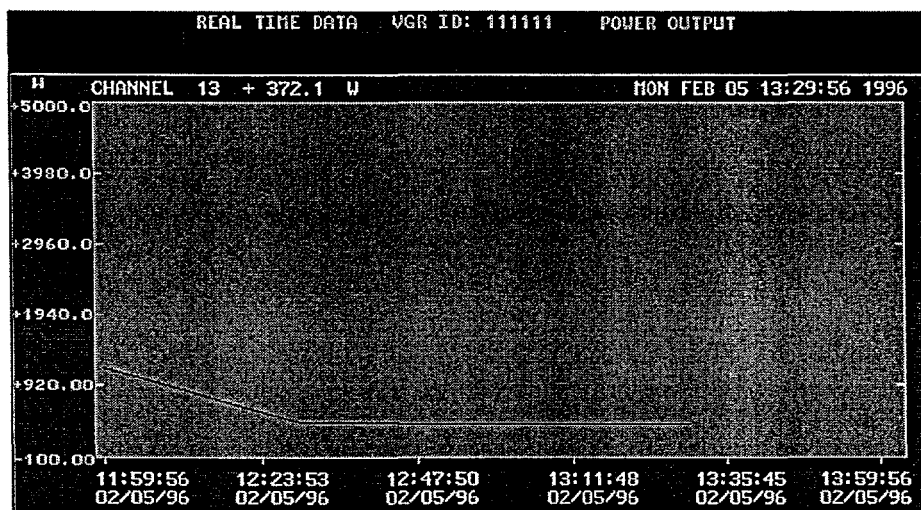 REAL TIME DATA VGR ID: 111111 POWER OUTPUT
W CHANNEL 13 + 372.1 W MON FEB 05 13:29:56 1996
+5000.0
+3980.0
+2960.0
+1940.0
+920.00
-100.00
11:59:56 12:23:53 12:47:50 13:11:48 13:35:45 13:59:56
02/05/96 02/05/96 02/05/96 02/05/96 02/05/96 02/05/96